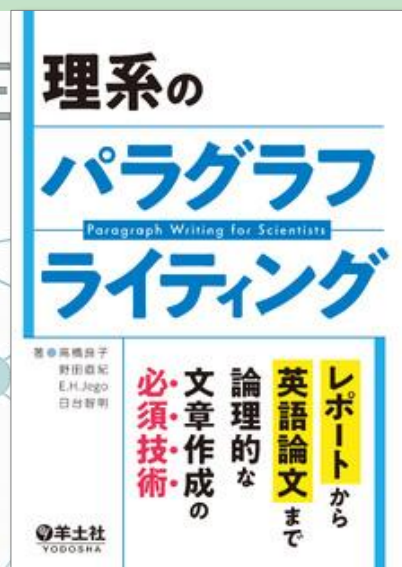 理系の
パラグラフ
Paragraph Writing for Scientists
ライティング
著●高橋良子
野田直紀
E.H.Jego
日台智明
レポートから
英語論文まで
論理的な
文章作成の
必須技術
羊土社
YODOSHA